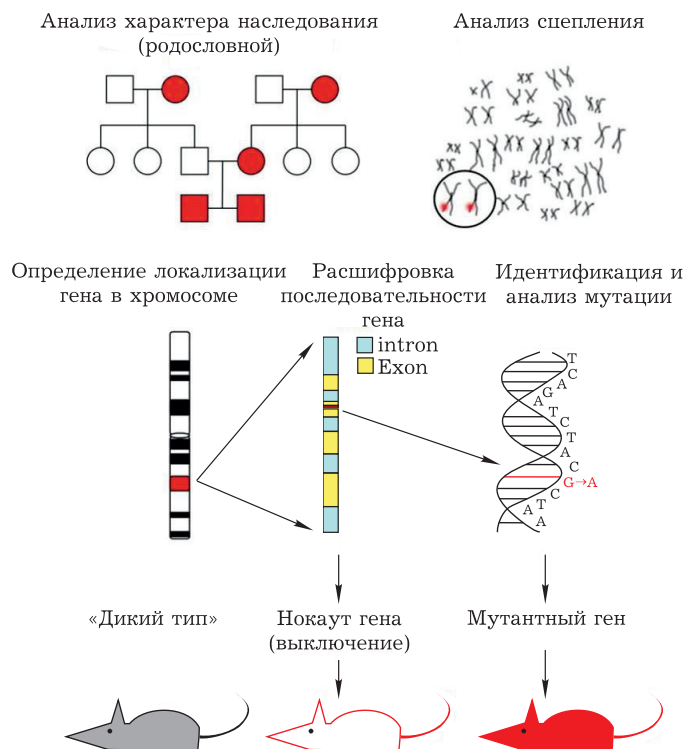 Анализ характера наследования
(родословной)
Анализ сцепления
Определение локализации
гена в хромосоме
Расшифровка
последовательности
гена
intron
Exon
Идентификация и
анализ мутации
T
C
A
G
A
T
C
T
A
C
G→A
C
T
A
A
«Дикий тип»
Нокаут гена
(выключение)
Мутантный ген